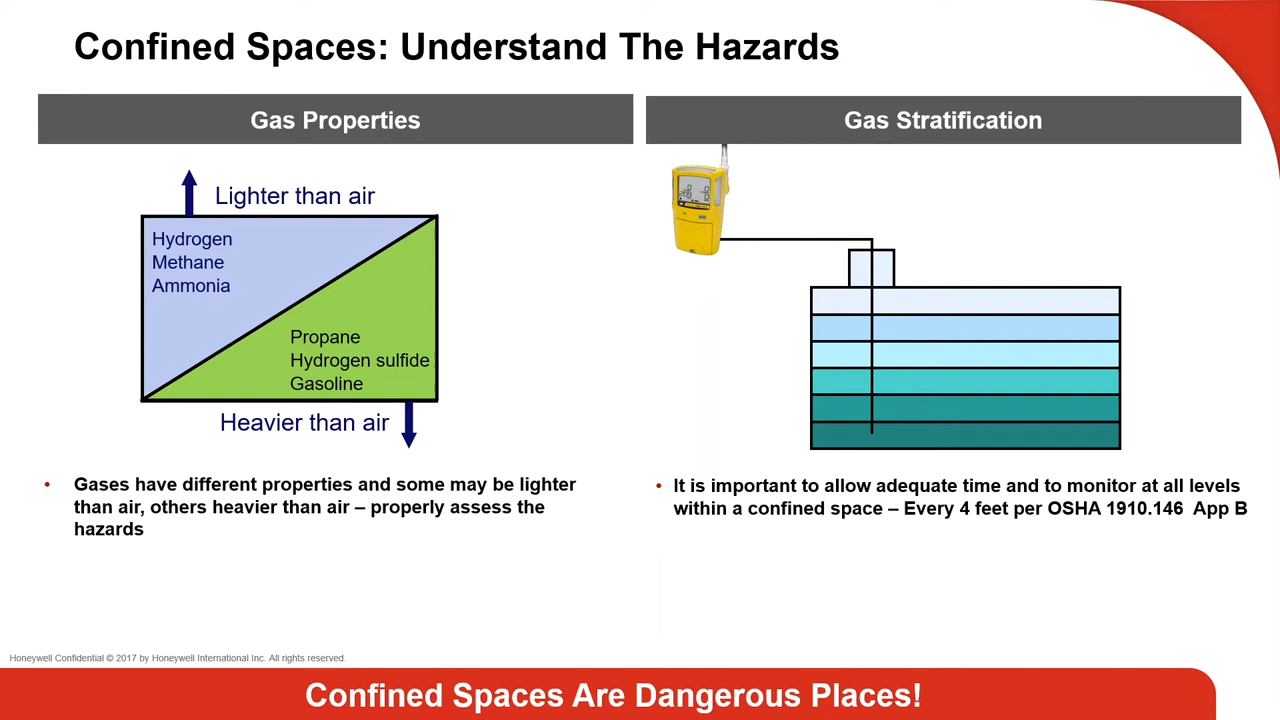 Confined Spaces: Understand The Hazards
Gas Properties
Lighter than air
Hydrogen
Methane
Ammonia
Propane
Hydrogen sulfide
Gasoline
Heavier than air
• Gases have different properties and some may be lighter
than air, others heavier than air – properly assess the
hazards
Gas Stratification
• It is important to allow adequate time and to monitor at all levels
within a confined space – Every 4 feet per OSHA 1910.146 App B
Honeywell Confidential © 2017 by Honeywell International Inc. All rights reserved.
Confined Spaces Are Dangerous Places!